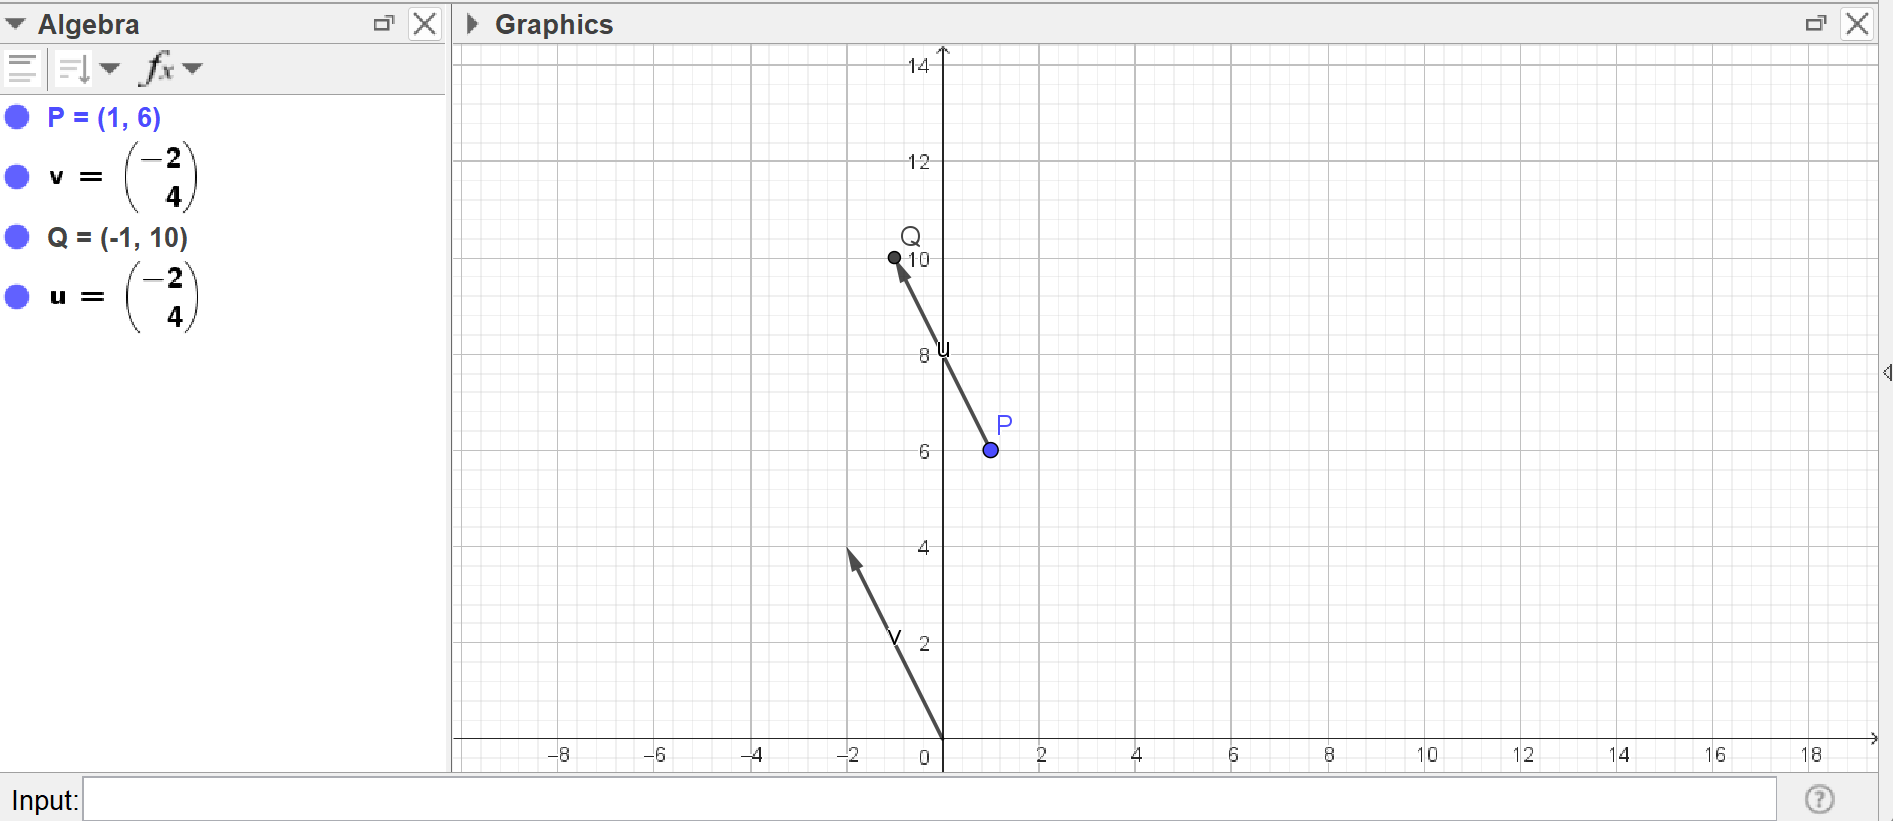 Algebra
Graphics
fx
P = (1, 6)
v = (−2
4)
Q = (-1, 10)
u = (−2
4)
14
12
Q
10
u
8
P
6
4
v
2
−8 −6 −4 −2 0 2 4 6 8 10 12 14 16 18
Input:
?